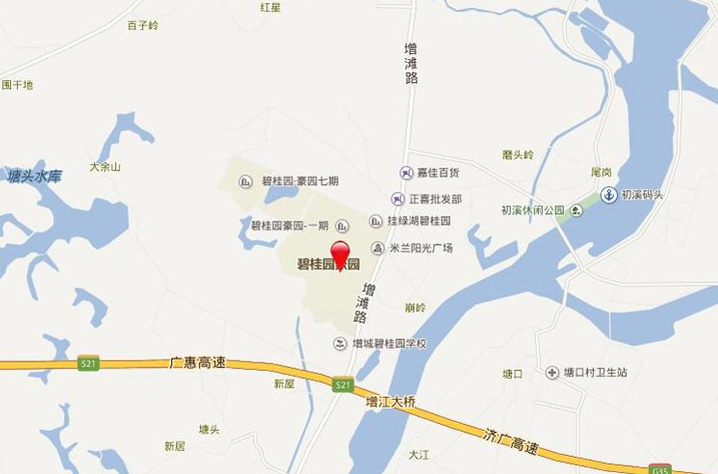 红星
百子岭
增滩路
围干地
磨头岭
大余山
嘉佳百货
尾岗
塘头水库
碧桂园-豪园七期
初溪码头
正嘉批发部
初溪休闲公园
挂绿湖碧桂园
碧桂园豪园-一期
米兰阳光广场
碧桂园豪园
增滩路
崩岭
增城碧桂园学校
广惠高速
S21
塘口
塘口村卫生站
新屋
S21
增江大桥
塘头
济广高速
新居
大江
G35